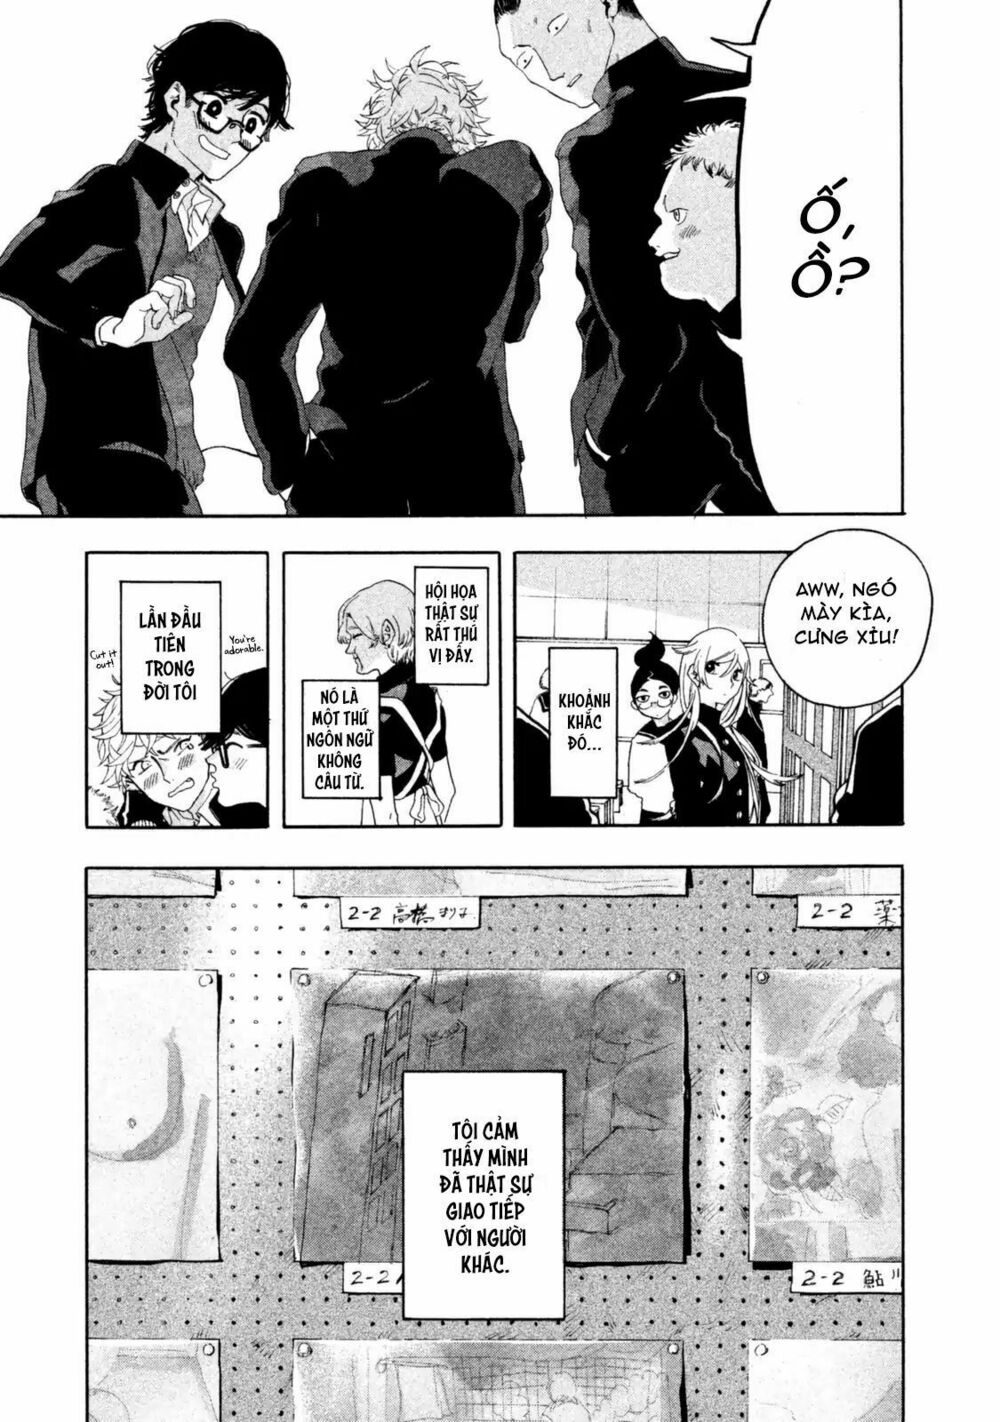 Ố,
Ồ?
AWW, NGÓ
MÀY KÌA,
CƯNG XỈU!
KHOẢNH
KHẮC
ĐÓ...
HỘI HỌA
THẬT SỰ
RẤT THÚ
VỊ ĐẤY.
NÓ LÀ
MỘT THỨ
NGÔN NGỮ
KHÔNG
CÂU TỪ.
LẦN ĐẦU
TIÊN
TRONG
ĐỜI TÔI
You're
adorable.
Cut it
out!
2-2 高橋まりこ
2-2 薬
TÔI CẢM
THẤY MÌNH
ĐÃ THẬT SỰ
GIAO TIẾP
VỚI NGƯỜI
KHÁC.
2-2
2-2 鮎川